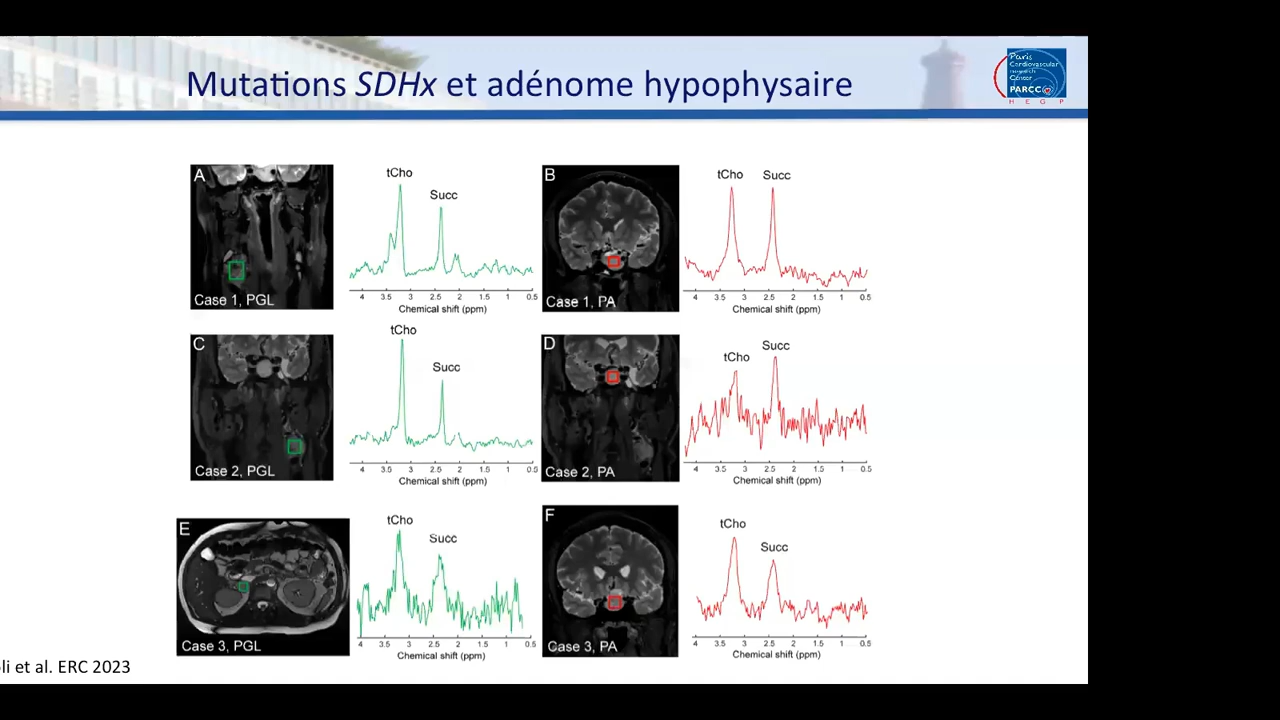 Mutations SDHx et adénome hypophysaire
Paris
Cardiovascular
Research
Center
PARCC
H E G P
A
Case 1, PGL
tCho
Succ
4 3.5 3 2.5 2 1.5 1 0.5
Chemical shift (ppm)
B
Case 1, PA
tCho
Succ
4 3.5 3 2.5 2 1.5 1 0.5
Chemical shift (ppm)
C
Case 2, PGL
tCho
Succ
4 3.5 3 2.5 2 1.5 1 0.5
Chemical shift (ppm)
D
Case 2, PA
tCho
Succ
4 3.5 3 2.5 2 1.5 1 0.5
Chemical shift (ppm)
E
Case 3, PGL
tCho
Succ
4 3.5 3 2.5 2 1.5 1 0.5
Chemical shift (ppm)
F
Case 3, PA
tCho
Succ
4 3.5 3 2.5 2 1.5 1 0.5
Chemical shift (ppm)
li et al. ERC 2023